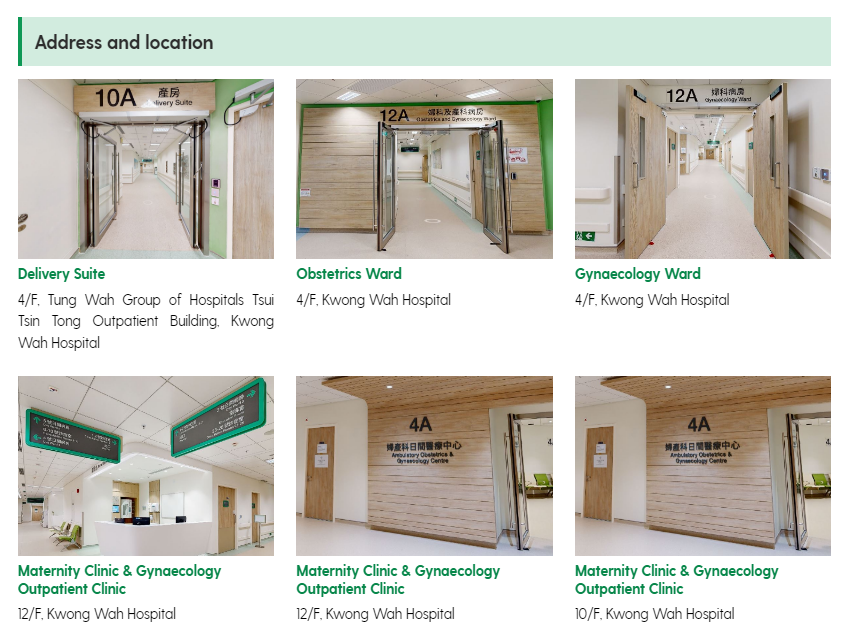 Address and location
10A 產房
Delivery Suite
12A 婦科及產科病房
Obstetrics and Gynaecology Ward
12A 婦科病房
Gynaecology Ward
Delivery Suite
4/F, Tung Wah Group of Hospitals Tsui
Tsin Tong Outpatient Building, Kwong
Wah Hospital
Obstetrics Ward
4/F, Kwong Wah Hospital
Gynaecology Ward
4/F, Kwong Wah Hospital
4A
婦產科日間醫療中心
Ambulatory Obstetrics &
Gynaecology Centre
4A
婦產科日間醫療中心
Ambulatory Obstetrics &
Gynaecology Centre
Maternity Clinic & Gynaecology
Outpatient Clinic
12/F, Kwong Wah Hospital
Maternity Clinic & Gynaecology
Outpatient Clinic
12/F, Kwong Wah Hospital
Maternity Clinic & Gynaecology
Outpatient Clinic
10/F, Kwong Wah Hospital